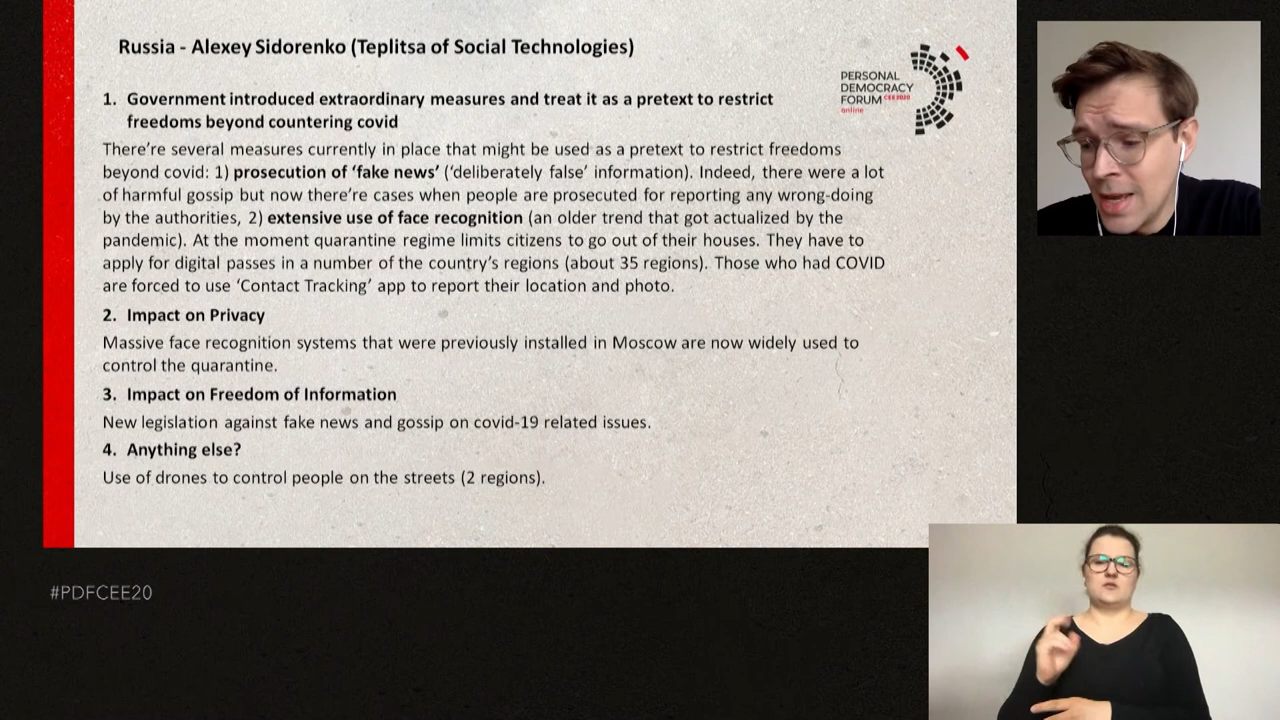 Russia - Alexey Sidorenko (Teplitsa of Social Technologies)
PERSONAL
DEMOCRACY
FORUM CEE 2020
online
1. Government introduced extraordinary measures and treat it as a pretext to restrict
freedoms beyond countering covid
There're several measures currently in place that might be used as a pretext to restrict freedoms
beyond covid: 1) prosecution of 'fake news' ('deliberately false' information). Indeed, there were a lot
of harmful gossip but now there're cases when people are prosecuted for reporting any wrong-doing
by the authorities, 2) extensive use of face recognition (an older trend that got actualized by the
pandemic). At the moment quarantine regime limits citizens to go out of their houses. They have to
apply for digital passes in a number of the country's regions (about 35 regions). Those who had COVID
are forced to use 'Contact Tracking' app to report their location and photo.
2. Impact on Privacy
Massive face recognition systems that were previously installed in Moscow are now widely used to
control the quarantine.
3. Impact on Freedom of Information
New legislation against fake news and gossip on covid-19 related issues.
4. Anything else?
Use of drones to control people on the streets (2 regions).
#PDFCEE20